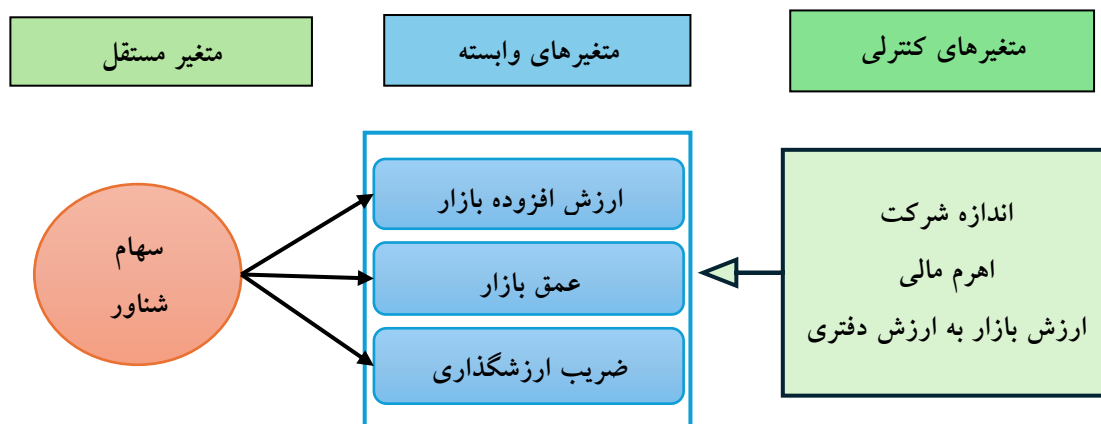 متغیرهای کنترلی
متغیرهای وابسته
متغیر مستقل
اندازه شرکت
اهرم مالی
ارزش بازار به ارزش دفتری
ارزش افزوده بازار
عمق بازار
ضریب ارزشگذاری
سهام
شناور